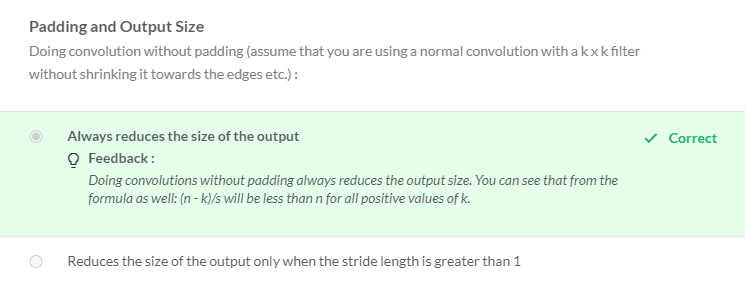 Padding and Output Size
Doing convolution without padding (assume that you are using a normal convolution with a k x k filter
without shrinking it towards the edges etc.) :
Always reduces the size of the output
Correct
Feedback :
Doing convolutions without padding always reduces the output size. You can see that from the
formula as well: (n - k)/s will be less than n for all positive values of k.
Reduces the size of the output only when the stride length is greater than 1